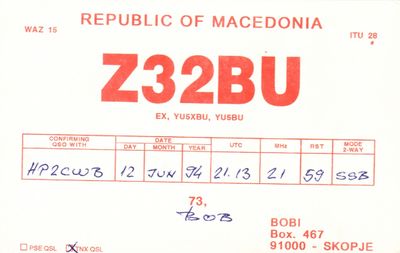 REPUBLIC OF MACEDONIA
WAZ 15
ITU 28
Z32BU
EX, YU5XBU, YU5BU
CONFIRMING QSO WITH DATE DAY MONTH YEAR UTC MHz RST MODE 2-WAY
HP2CWB 12 JUN 94 21.13 21 59 SSB
73,
BOB
BOBI
Box. 467
91000 - SKOPJE
PSE QSL TNX QSL